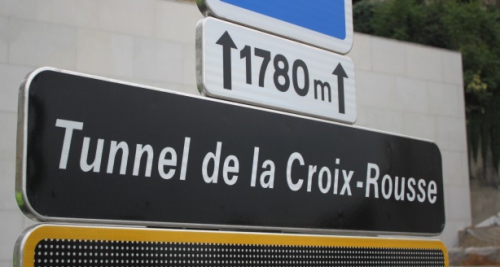 1780m
Tunnel de la Croix-Rousse